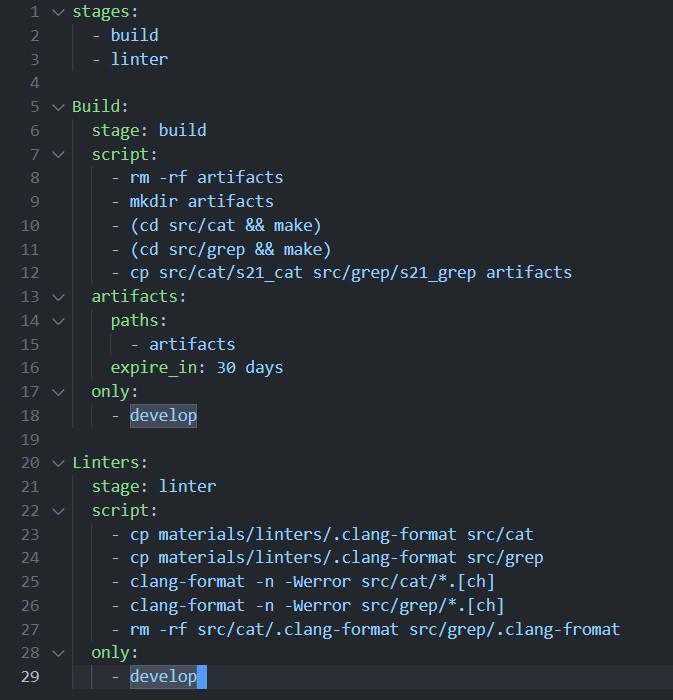 1 stages:
2   - build
3   - linter
4
5 Build:
6   stage: build
7   script:
8     - rm -rf artifacts
9     - mkdir artifacts
10     - (cd src/cat && make)
11     - (cd src/grep && make)
12     - cp src/cat/s21_cat src/grep/s21_grep artifacts
13   artifacts:
14     paths:
15       - artifacts
16     expire_in: 30 days
17   only:
18     - develop
19
20 Linters:
21   stage: linter
22   script:
23     - cp materials/linters/.clang-format src/cat
24     - cp materials/linters/.clang-format src/grep
25     - clang-format -n -Werror src/cat/*.[ch]
26     - clang-format -n -Werror src/grep/*.[ch]
27     - rm -rf src/cat/.clang-format src/grep/.clang-fromat
28   only:
29     - develop